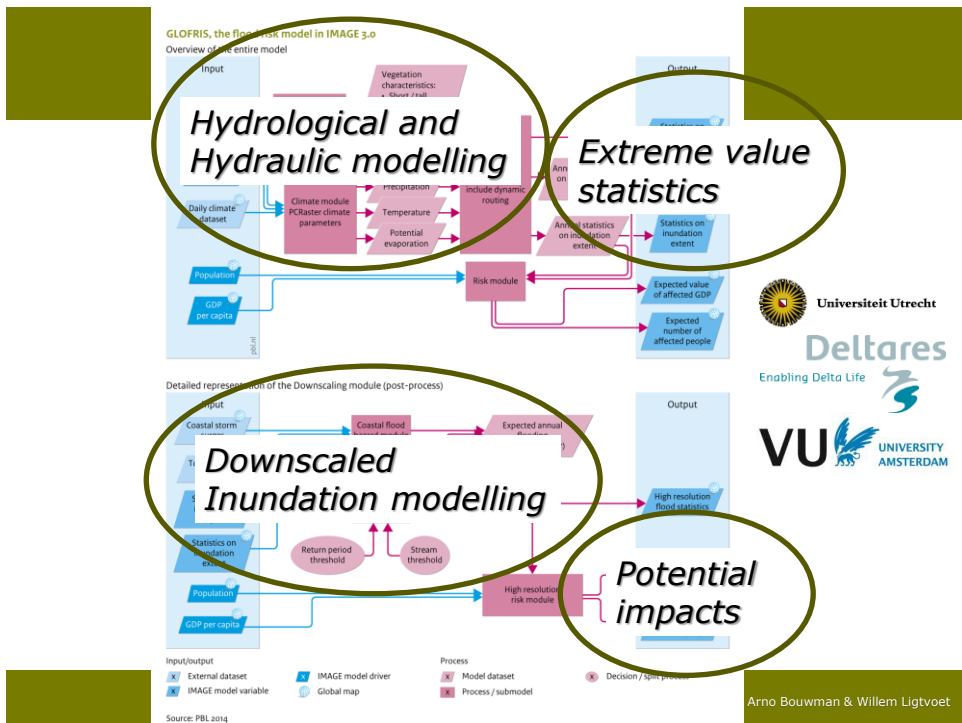 GLOFRIS, the flood risk model in IMAGE 3.0
Overview of the entire model
Input
Output
Vegetation
characteristics:
• Short / tall
Hydrological and
Hydraulic modelling
Extreme value
statistics
Statistics on
Precipitation
include dynamic
routing
on
Daily climate
dataset
Climate module
PCRaster climate
parameters
Temperature
Potential
evaporation
Annual statistics
on inundation
extent
Statistics on
inundation
extent
Population
Risk module
Expected value
of affected GDP
GDP
per capita
Expected
number of
affected people
pbl.nl
Universiteit Utrecht
Deltares
Enabling Delta Life
VU UNIVERSITY
AMSTERDAM
Detailed representation of the Downscaling module (post-process)
Input
Output
Coastal storm
Coastal flood
Expected annual
Downscaled
Inundation modelling
High resolution
flood statistics
Statistics on
inundation
extent
Return period
threshold
Stream
threshold
Potential
impacts
Population
High resolution
risk module
GDP per capita
Input/output
Process
x External dataset
x IMAGE model driver
x Model dataset
x Decision / split process
x IMAGE model variable
Global map
x Process / submodel
Source: PBL 2014
Arno Bouwman & Willem Ligtvoet